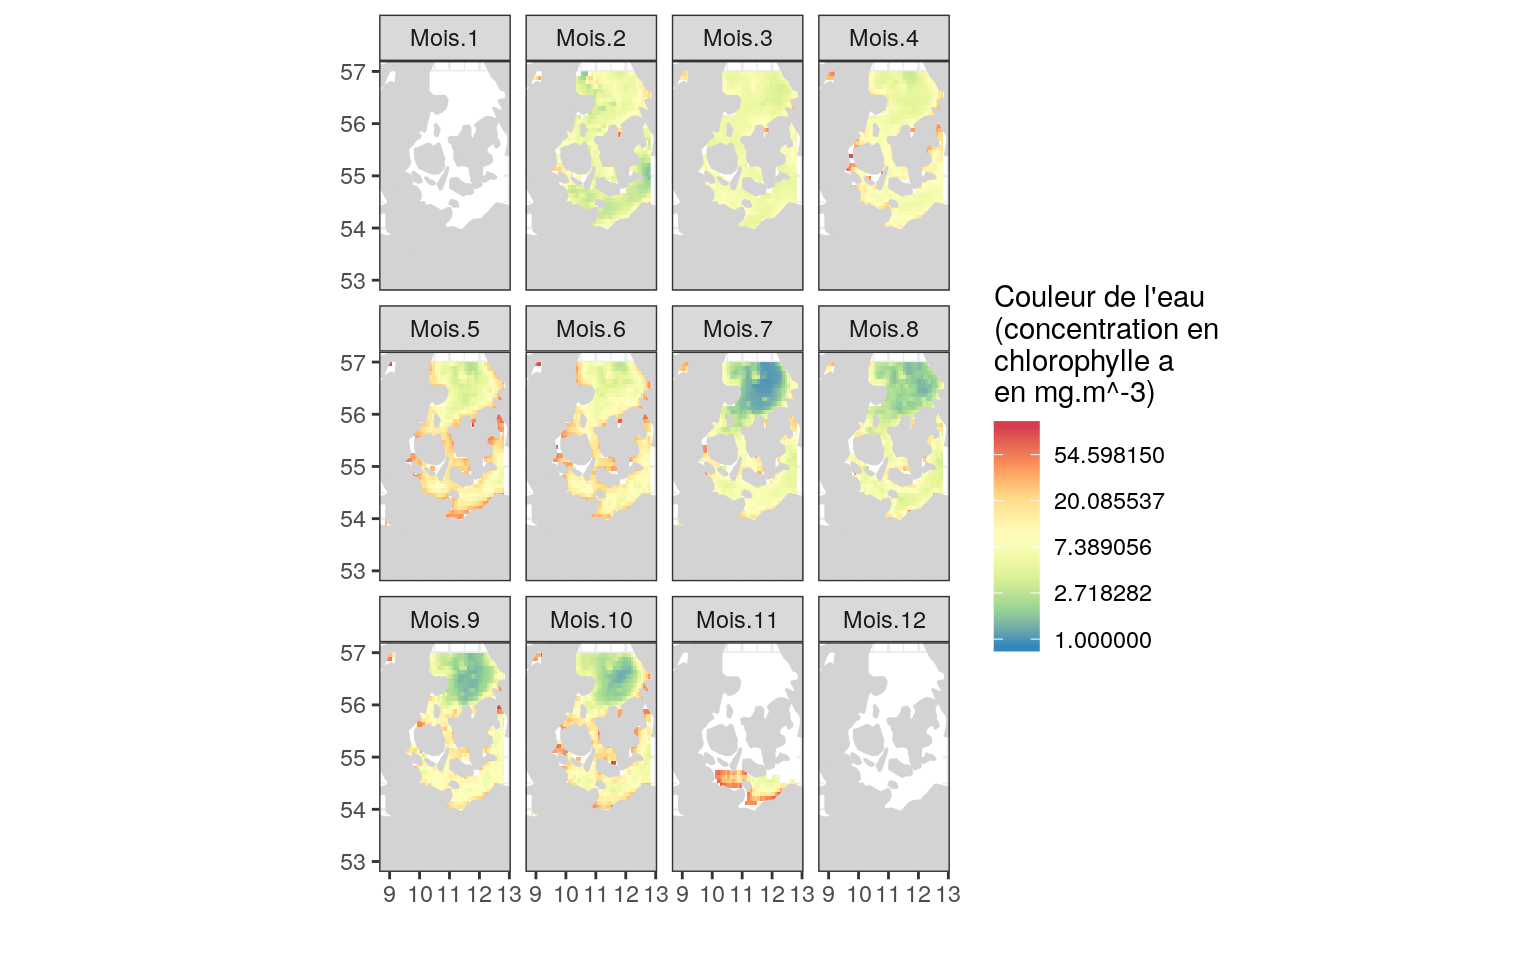 Mois.1 Mois.2 Mois.3 Mois.4
57
56
55
54
53
Mois.5 Mois.6 Mois.7 Mois.8
57
56
55
54
53
Mois.9 Mois.10 Mois.11 Mois.12
57
56
55
54
53
9 10 11 12 13 9 10 11 12 13 9 10 11 12 13 9 10 11 12 13
Couleur de l'eau
(concentration en
chlorophylle a
en mg.m^-3)
54.598150
20.085537
7.389056
2.718282
1.000000